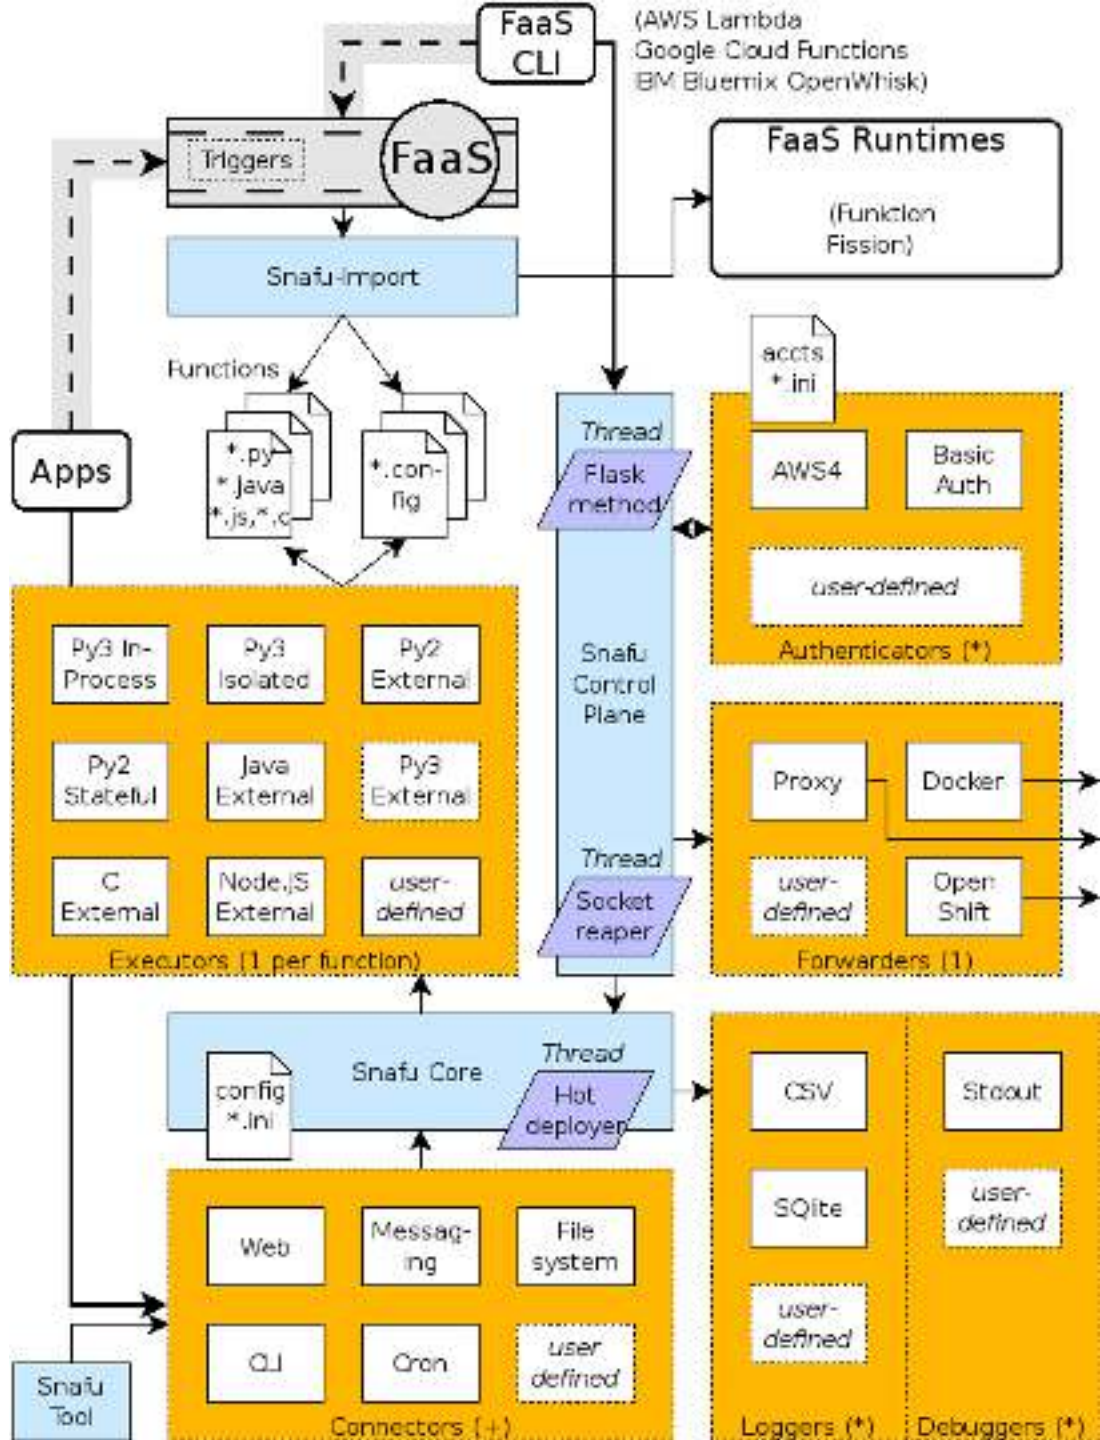 FaaS
CLI
(AWS Lambda
Google Cloud Functions
IBM Bluemix OpenWhisk)
Triggers
FaaS
FaaS Runtimes
(Funktion
Fission)
Snafu-Import
Functions
*.py
*.java
*.js,*.c
*.con-
fig
Apps
accts
*.ini
Thread
Flask
method
AWS4
Basic
Auth
user-defined
Authenticators (*)
Py3 In-
Process
Py3
Isolated
Py2
External
Py2
Stateful
Java
External
Py3
External
C
External
Node.JS
External
user-
defined
Executors (1 per function)
Snafu
Control
Plane
Thread
Socket
reaper
Proxy
Docker
user-
defined
Open
Shift
Forwarders (1)
config
*.ini
Snafu Core
Thread
Hot
deployer
CSV
SQlite
user-
defined
Loggers (*)
Stdout
user-
defined
Debuggers (*)
Web
Messag-
ing
File
system
CLI
Cron
user
defined
Connectors (+)
Snafu
Tool